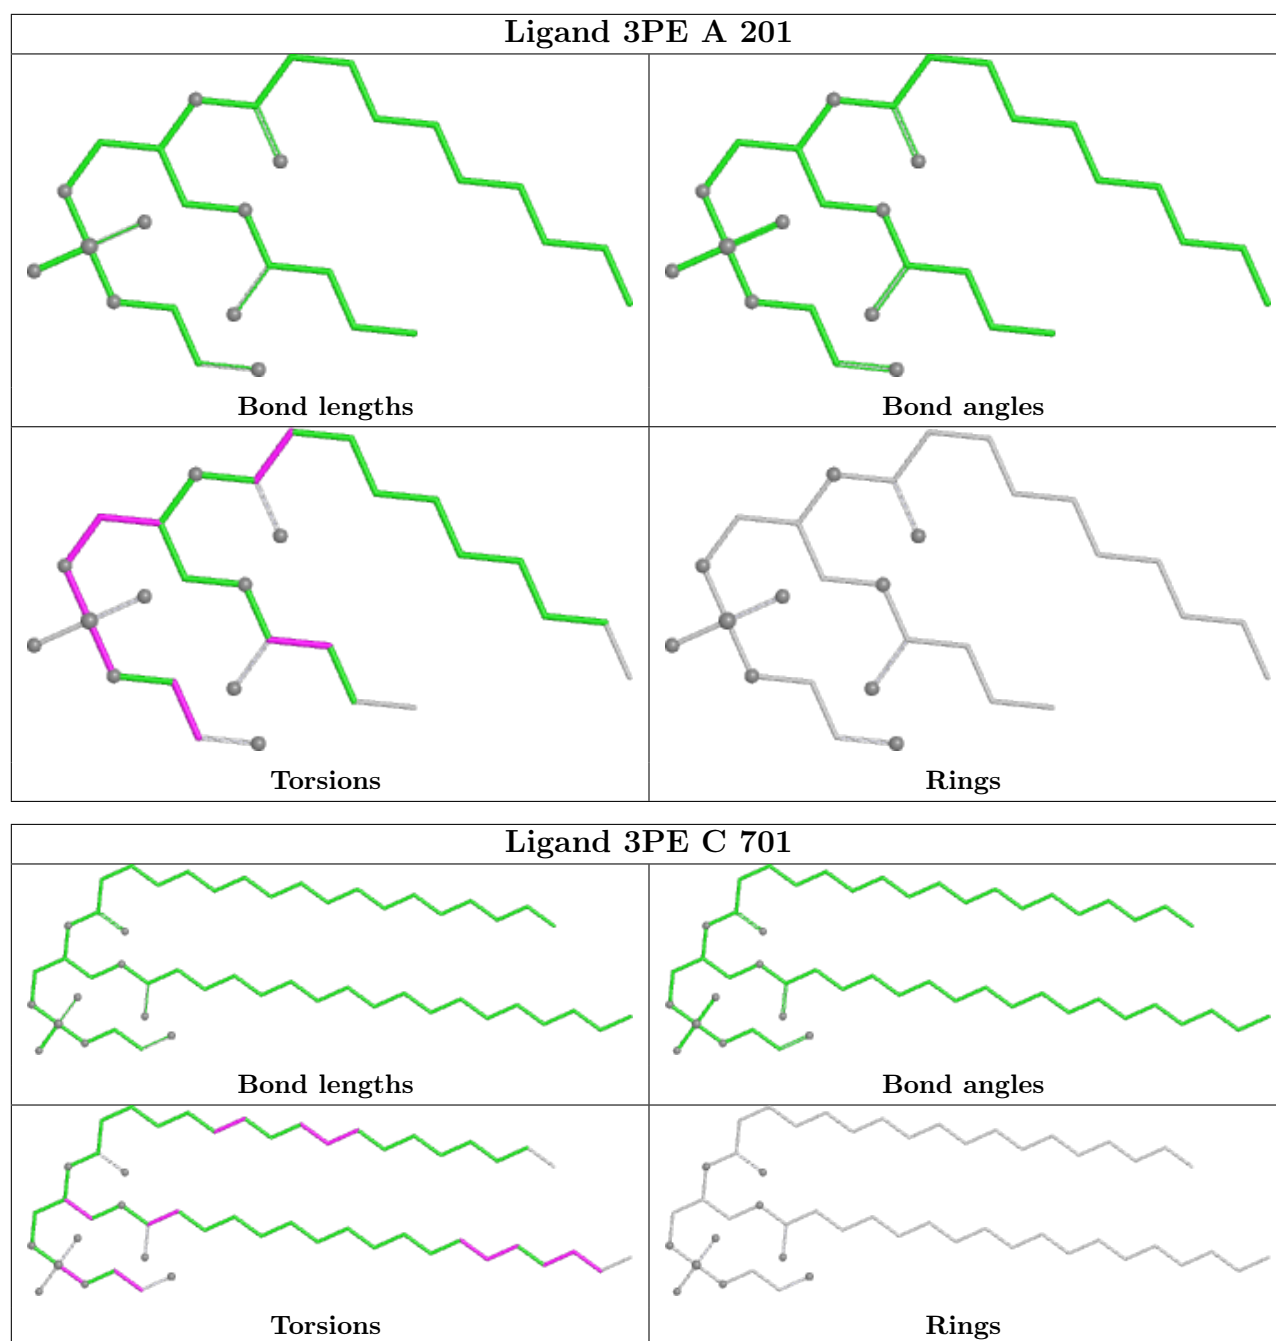 Ligand 3PE A 201
Bond lengths
Bond angles
Torsions
Rings
Ligand 3PE C 701
Bond lengths
Bond angles
Torsions
Rings